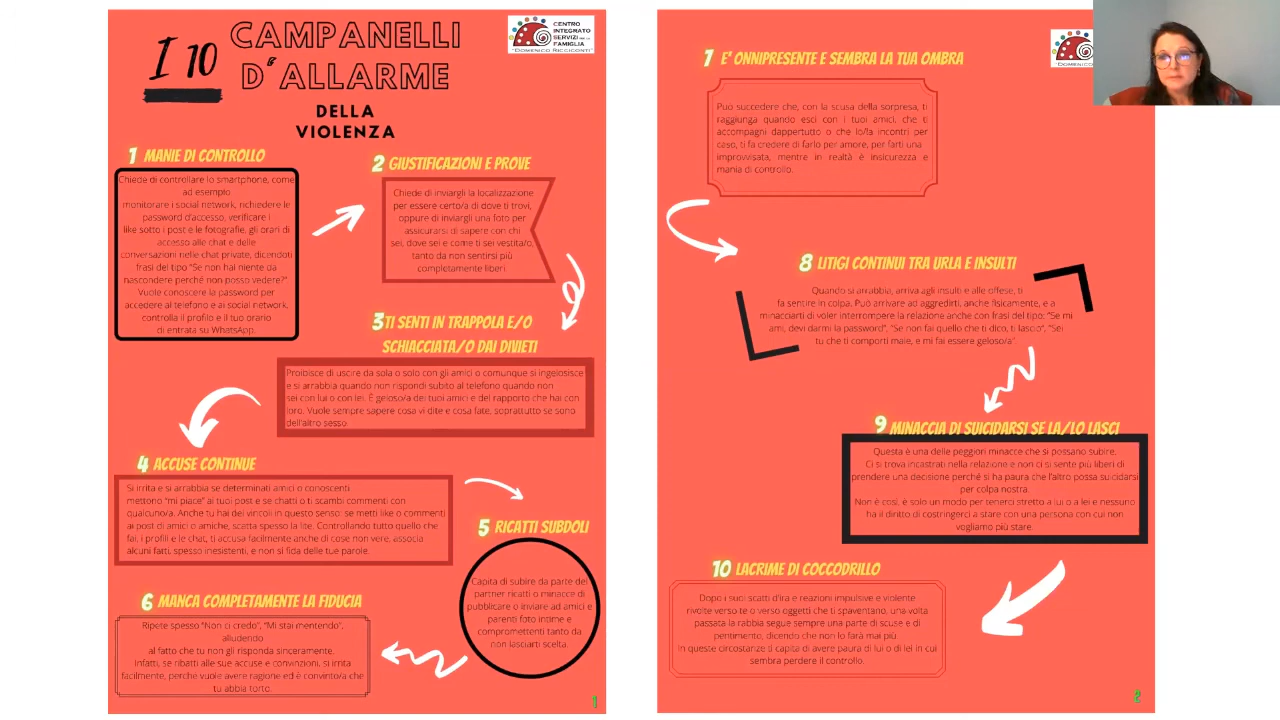 I 10
CAMPANELLI
D'ALLARME
DELLA
VIOLENZA
CENTRO
INTEGRATO
SERVIZI
FAMIGLIA
"DOMENICO RICCICONTI"
1 MANIE DI CONTROLLO
Chiede di controllare lo smartphone, come
ad esempio
monitorare i social network, richiedere le
password d'accesso, verificare i
like sotto i post e le fotografie, gli orari di
accesso alle chat e delle
conversazioni nelle chat private, dicendoti
frasi del tipo "Se non hai niente da
nascondere perché non posso vedere?".
Vuole conoscere la password per
accedere al telefono e ai social network,
controlla il profilo e il tuo orario
di entrata su WhatsApp.
2 GIUSTIFICAZIONI E PROVE
Chiede di inviargli la localizzazione
per essere certo/a di dove ti trovi,
oppure di inviargli una foto per
assicurarsi di sapere con chi
sei, dove sei e come ti sei vestita/o,
tanto da non sentirsi più
completamente liberi.
3 TI SENTI IN TRAPPOLA E/O
SCHIACCIATA/O DAI DIVIETI
Proibisce di uscire da sola o solo con gli amici o comunque si ingelosisce
e si arrabbia quando non rispondi subito al telefono quando non
sei con lui o con lei. È geloso/a dei tuoi amici e del rapporto che hai con
loro. Vuole sempre sapere cosa vi dite e cosa fate, soprattutto se sono
dell'altro sesso.
4 ACCUSE CONTINUE
Si irrita e si arrabbia se determinati amici o conoscenti
mettono "mi piace" ai tuoi post e se chatti o ti scambi commenti con
qualcuno/a. Anche tu hai dei vincoli in questo senso: se metti like o commenti
ai post di amici o amiche, scatta spesso la lite. Controllando tutto quello che
fai, i profili e le chat, ti accusa facilmente anche di cose non vere, associa
alcuni fatti, spesso inesistenti, e non si fida delle tue parole.
5 RICATTI SUBDOLI
Capita di subire da parte del
partner ricatti o minacce di
pubblicare o inviare ad amici e
parenti foto intime e
compromettenti tanto da
non lasciarti scelta.
6 MANCA COMPLETAMENTE LA FIDUCIA
Ripete spesso "Non ci credo", "Mi stai mentendo",
alludendo
al fatto che tu non gli risponda sinceramente.
Infatti, se ribatti alle sue accuse e convinzioni, si irrita
facilmente, perché vuole avere ragione ed è convinto/a che
tu abbia torto.
1
7 E' ONNIPRESENTE E SEMBRA LA TUA OMBRA
Può succedere che, con la scusa della sorpresa, ti
raggiunga quando esci con i tuoi amici, che ti
accompagni dappertutto o che lo/la incontri per
caso, ti fa credere di farlo per amore, per farti una
improvvisata, mentre in realtà è insicurezza e
mania di controllo.
8 LITIGI CONTINUI TRA URLA E INSULTI
Quando si arrabbia, arriva agli insulti e alle offese, ti
fa sentire in colpa. Può arrivare ad aggredirti, anche fisicamente, e a
minacciarti di voler interrompere la relazione anche con frasi del tipo: "Se mi
ami, devi darmi la password", "Se non fai quello che ti dico, ti lascio", "Sei
tu che ti comporti male, e mi fai essere geloso/a".
9 MINACCIA DI SUICIDARSI SE LA/LO LASCI
Questa è una delle peggiori minacce che si possano subire.
Ci si trova incastrati nella relazione e non ci si sente più liberi di
prendere una decisione perché si ha paura che l'altro possa suicidarsi
per colpa nostra.
Non è così, è solo un modo per tenerci stretto a lui o a lei e nessuno
ha il diritto di costringerci a stare con una persona con cui non
vogliamo più stare.
10 LACRIME DI COCCODRILLO
Dopo i suoi scatti d'ira e reazioni impulsive e violente
rivolte verso te o verso oggetti che ti spaventano, una volta
passata la rabbia segue sempre una parte di scuse e di
pentimento, dicendo che non lo farà mai più
In queste circostanze ti capita di avere paura di lui o di lei in cui
sembra perdere il controllo.
2